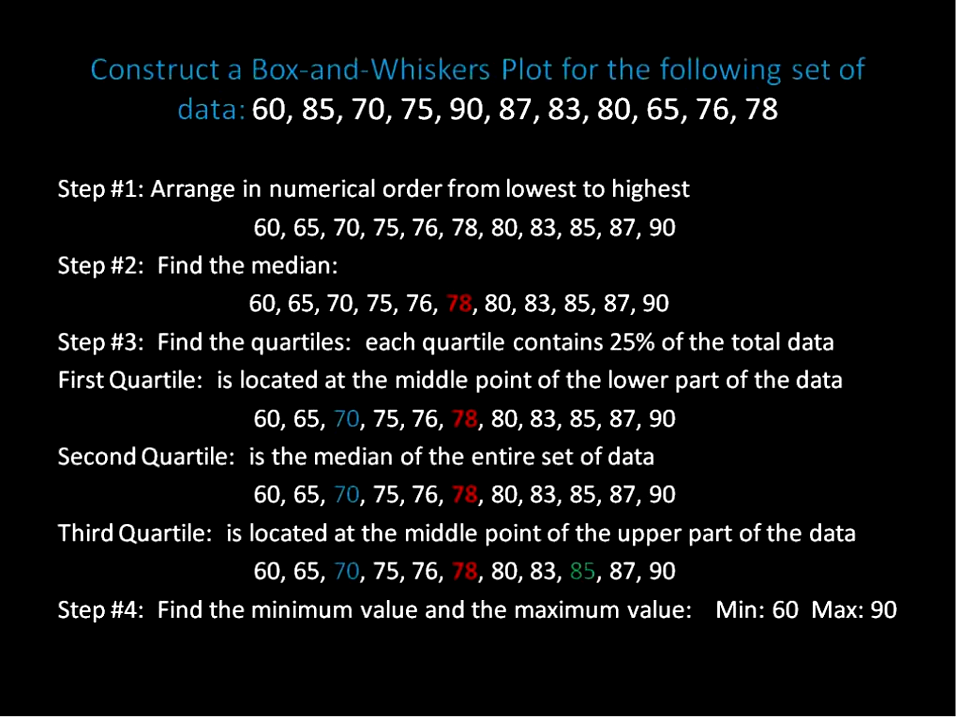 Construct a Box-and-Whiskers Plot for the following set of
data: 60, 85, 70, 75, 90, 87, 83, 80, 65, 76, 78
Step #1: Arrange in numerical order from lowest to highest
60, 65, 70, 75, 76, 78, 80, 83, 85, 87, 90
Step #2: Find the median:
60, 65, 70, 75, 76, 78, 80, 83, 85, 87, 90
Step #3: Find the quartiles: each quartile contains 25% of the total data
First Quartile: is located at the middle point of the lower part of the data
60, 65, 70, 75, 76, 78, 80, 83, 85, 87, 90
Second Quartile: is the median of the entire set of data
60, 65, 70, 75, 76, 78, 80, 83, 85, 87, 90
Third Quartile: is located at the middle point of the upper part of the data
60, 65, 70, 75, 76, 78, 80, 83, 85, 87, 90
Step #4: Find the minimum value and the maximum value: Min: 60 Max: 90